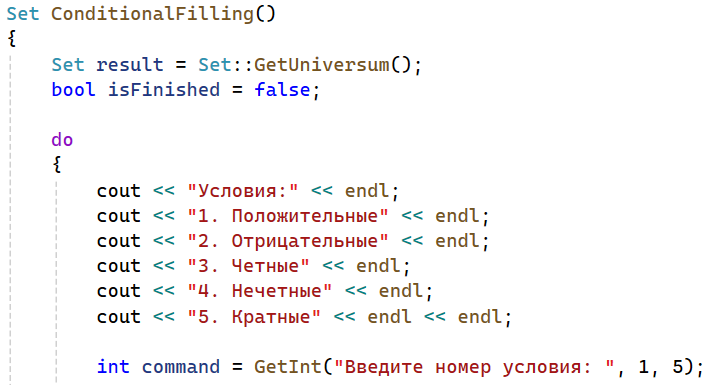 Set ConditionalFilling()
{
    Set result = Set::GetUniversum();
    bool isFinished = false;

    do
    {
        cout << "Условия:" << endl;
        cout << "1. Положительные" << endl;
        cout << "2. Отрицательные" << endl;
        cout << "3. Четные" << endl;
        cout << "4. Нечетные" << endl;
        cout << "5. Кратные" << endl << endl;

        int command = GetInt("Введите номер условия: ", 1, 5);